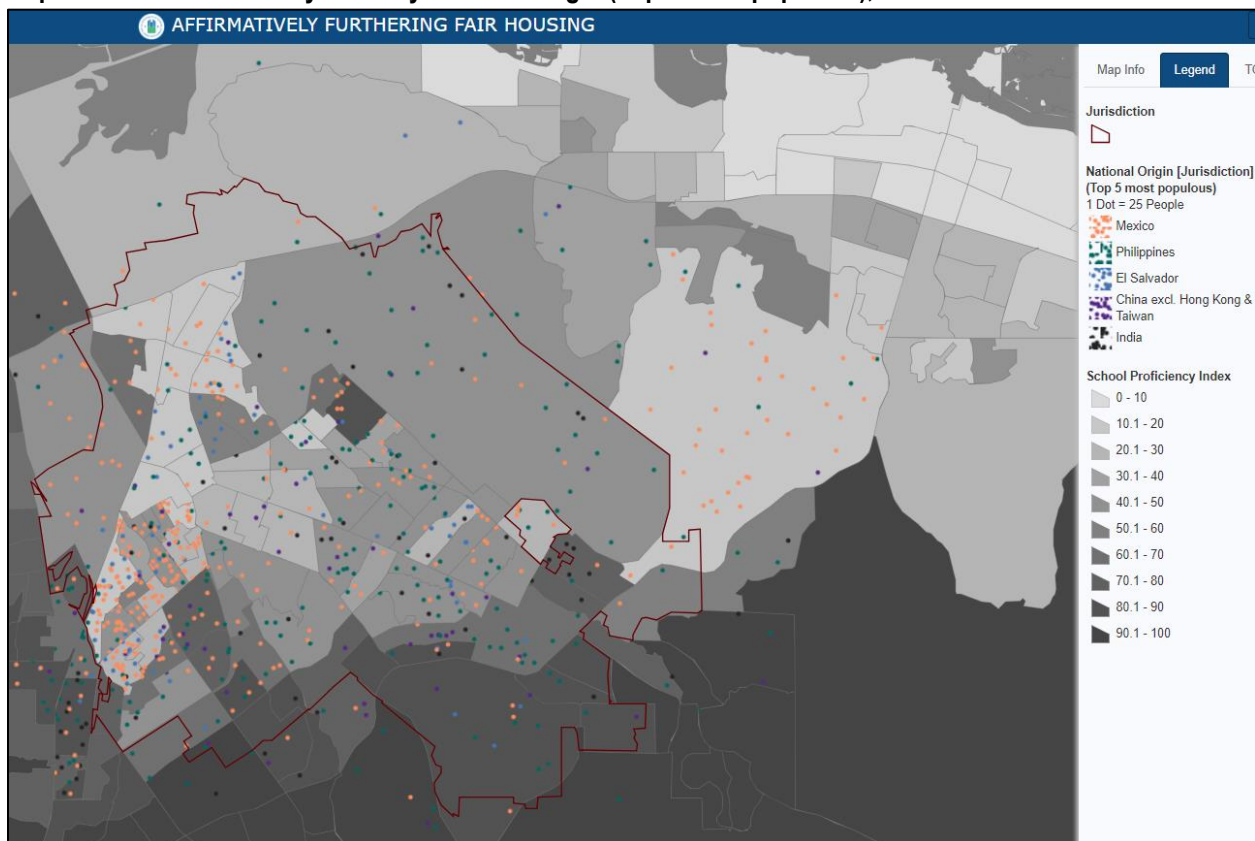 AFFIRMATIVELY FURTHERING FAIR HOUSING
Map Info Legend
Jurisdiction
National Origin [Jurisdiction]
(Top 5 most populous)
1 Dot = 25 People
Mexico
Philippines
El Salvador
China excl. Hong Kong &
Taiwan
India
School Proficiency Index
0 - 10
10.1 - 20
20.1 - 30
30.1 - 40
40.1 - 50
50.1 - 60
60.1 - 70
70.1 - 80
80.1 - 90
90.1 - 100